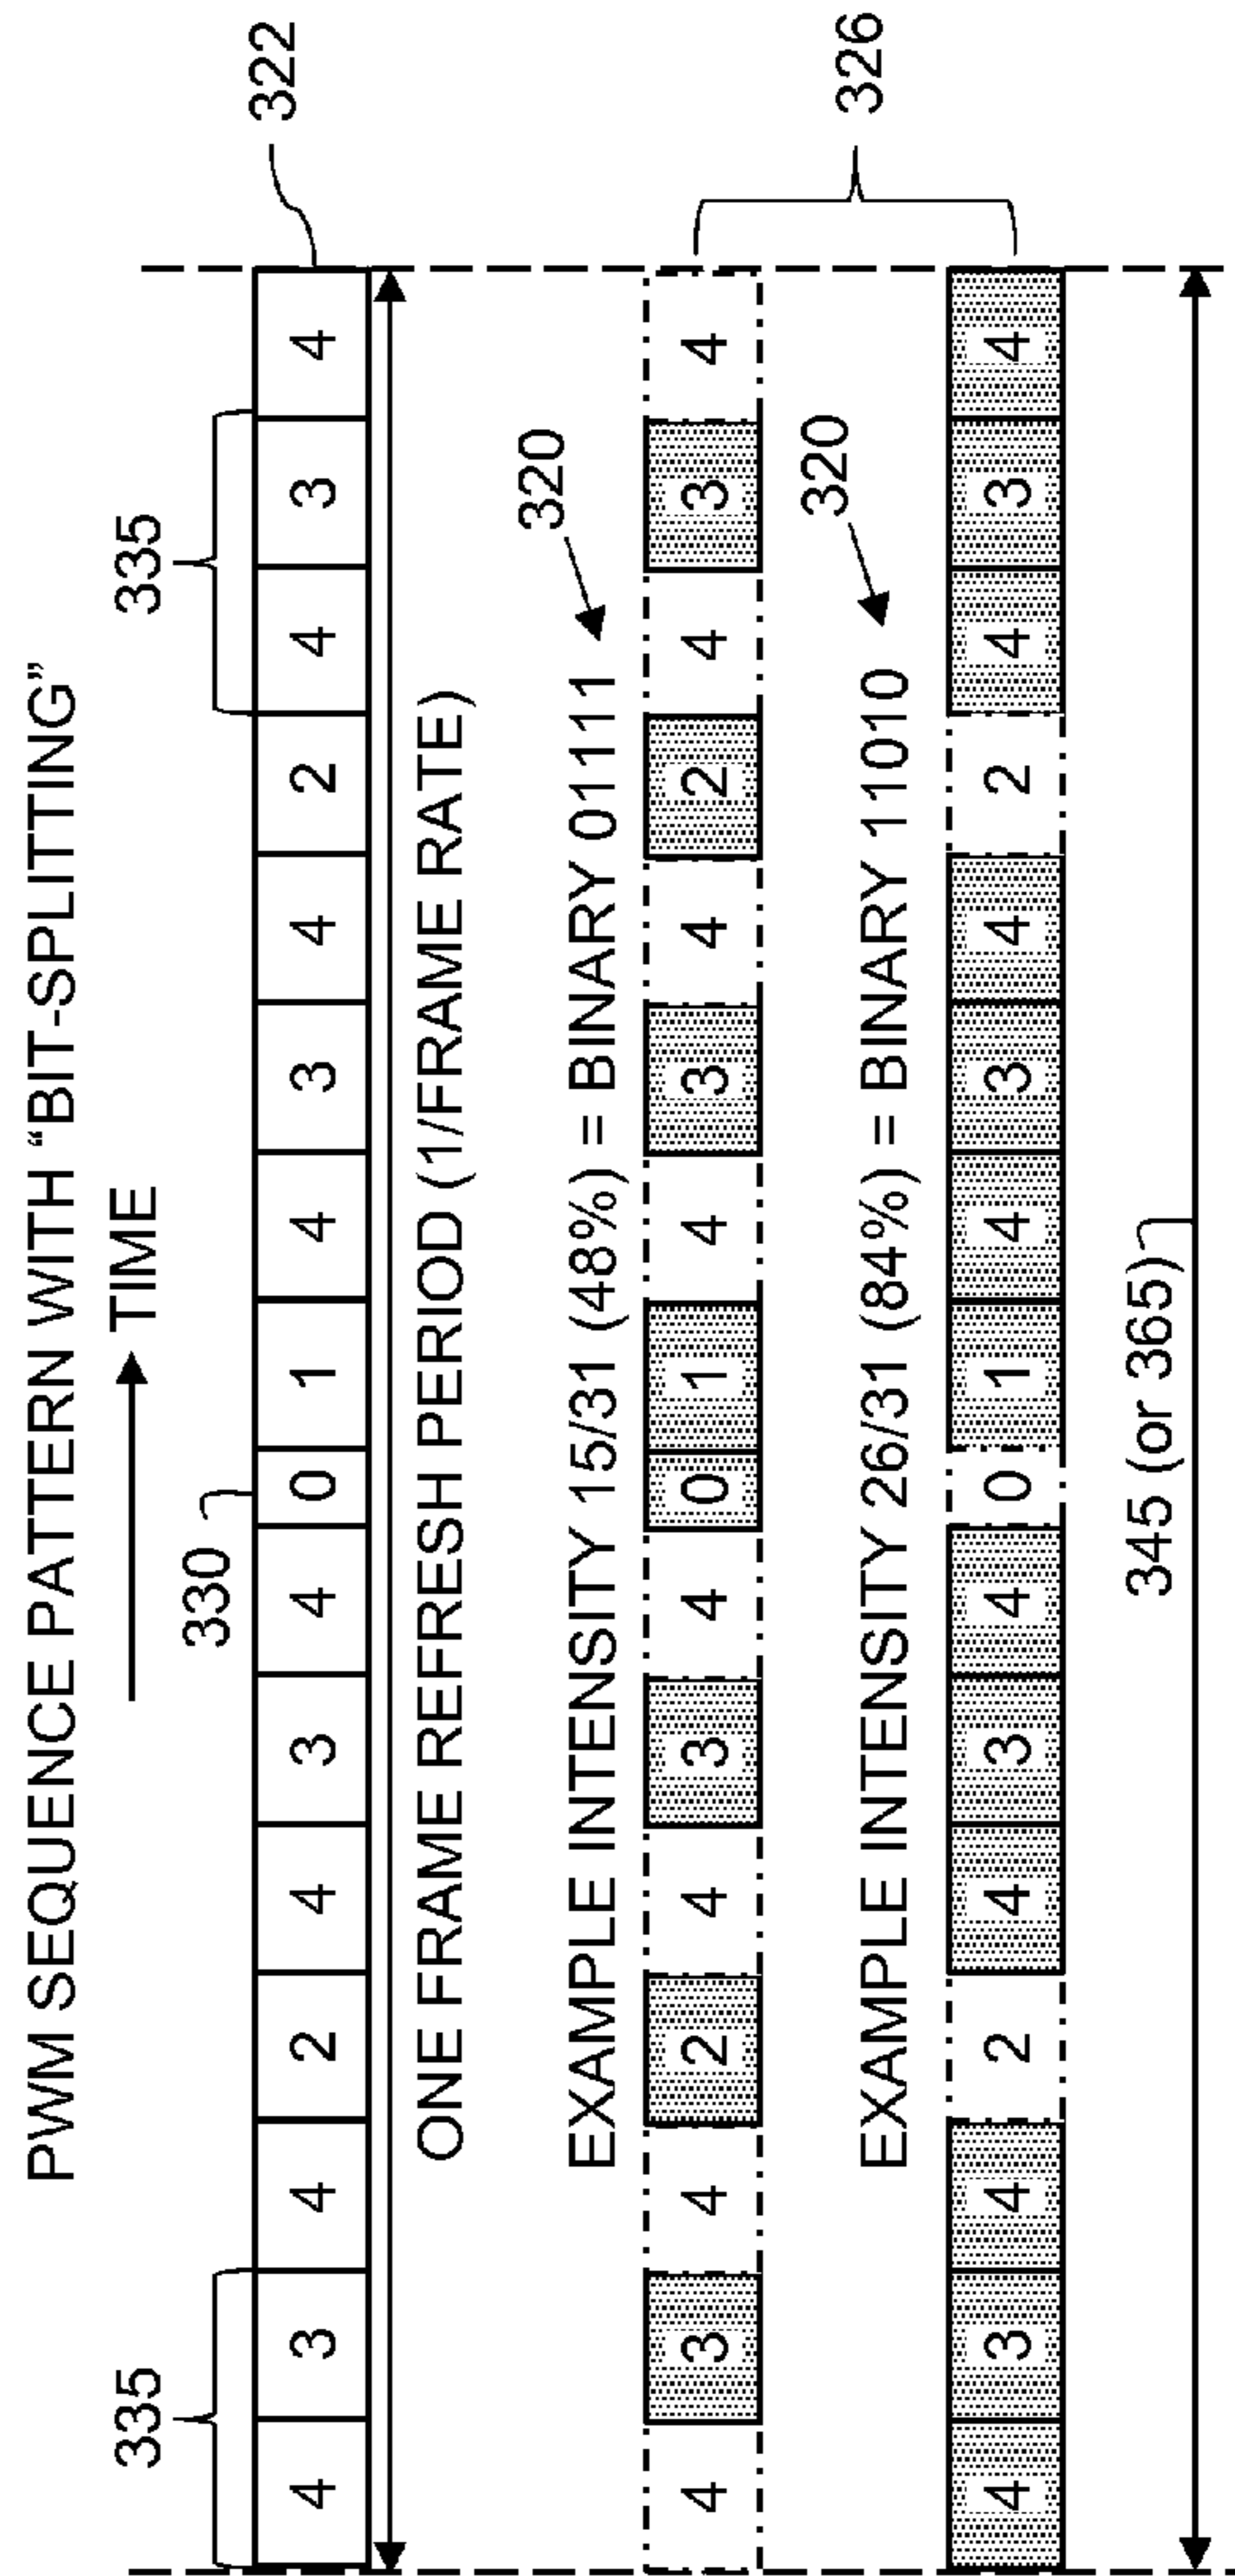 PWM SEQUENCE PATTERN WITH "BIT-SPLITTING"
TIME
335
335
330
322
4 3 4 2 4 3 4 0 1 4 3 4 2 4 3 4
ONE FRAME REFRESH PERIOD (1/FRAME RATE)
320
EXAMPLE INTENSITY 15/31 (48%) = BINARY 01111
4 3 4 2 4 3 4 0 1 4 3 4 2 4 3 4
320
326
EXAMPLE INTENSITY 26/31 (84%) = BINARY 11010
4 3 4 2 4 3 4 0 1 4 3 4 2 4 3 4
345 (or 365)